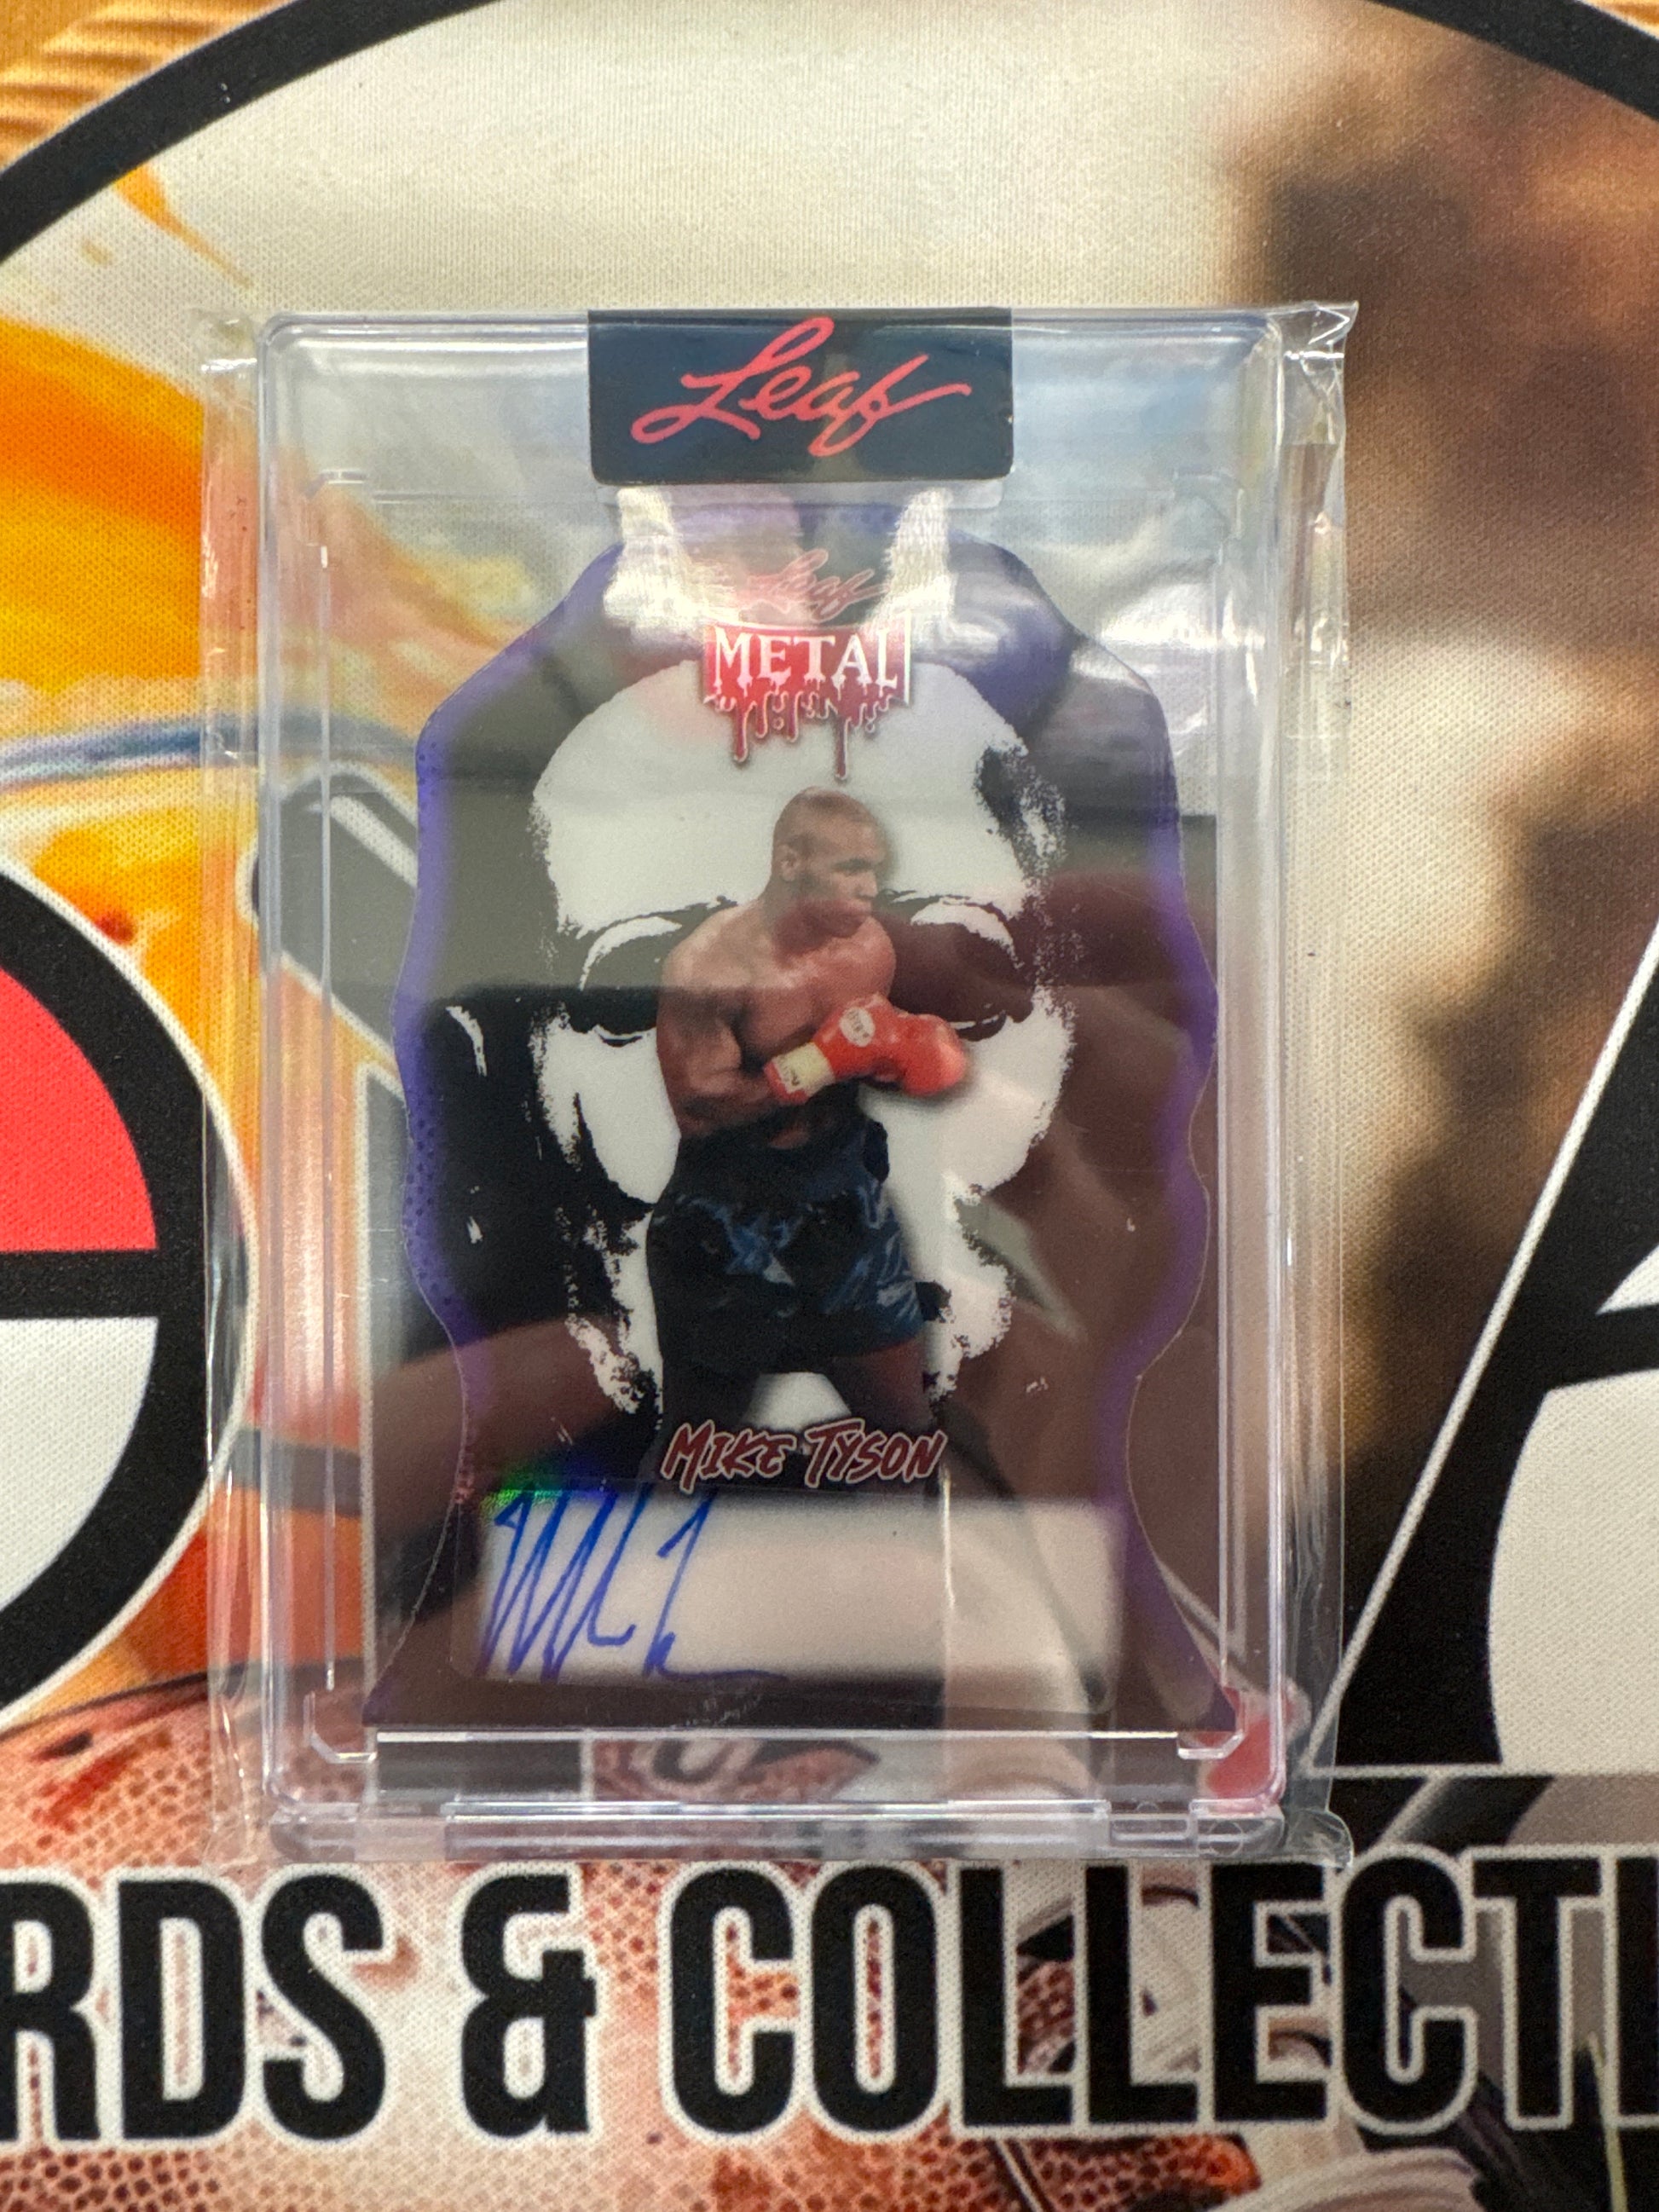 Leaf
Leaf
METAL
MIKE TYSON
RDS & COLLECTI